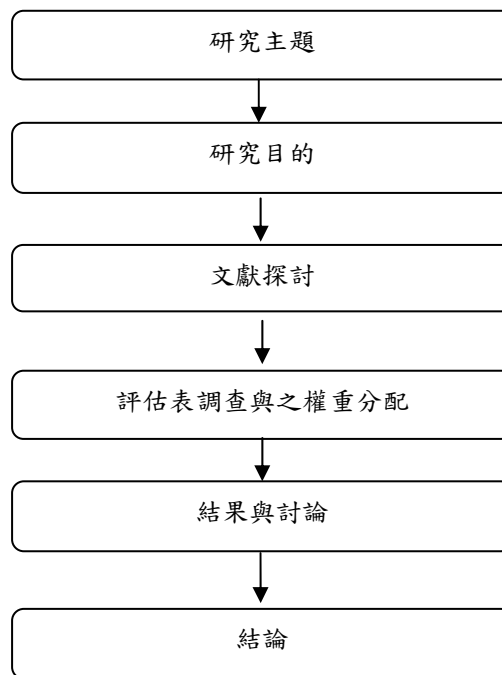 研究主題
研究目的
文獻探討
評估表調查與之權重分配
結果與討論
結論